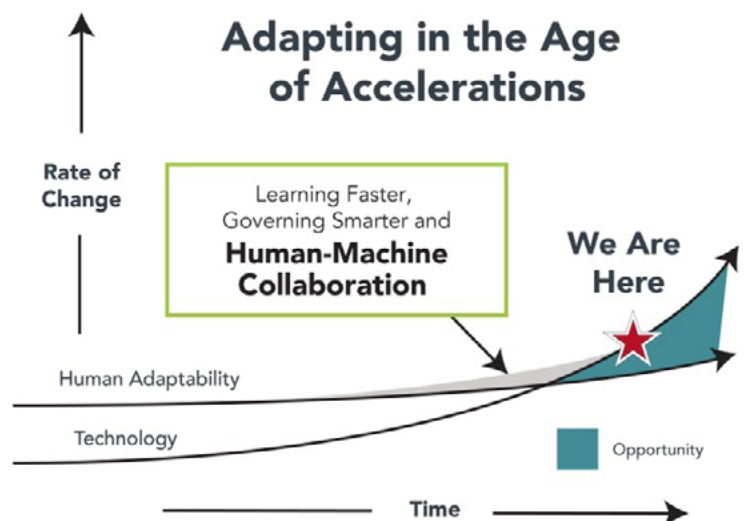 Adapting in the Age
of Accelerations
Rate of
Change
Learning Faster,
Governing Smarter and
Human-Machine
Collaboration
We Are
Here
Human Adaptability
Technology
Opportunity
Time